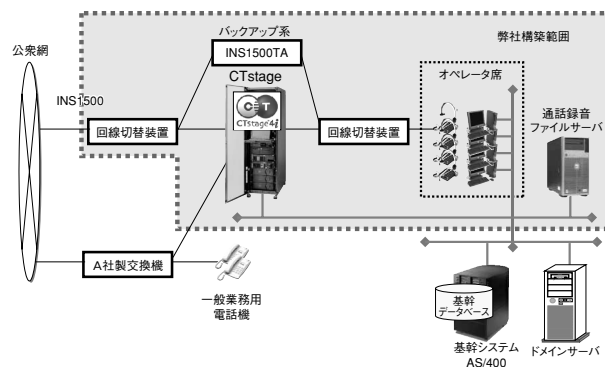 バックアップ系
INS1500TA
弊社構築範囲
公衆網
CTstage
オペレータ席
INS1500
CET
CTstage 4i
通話録音
ファイルサーバ
回線切替装置
回線切替装置
A社製交換機
一般業務用
電話機
基幹
データベース
基幹システム
AS/400
ドメインサーバ